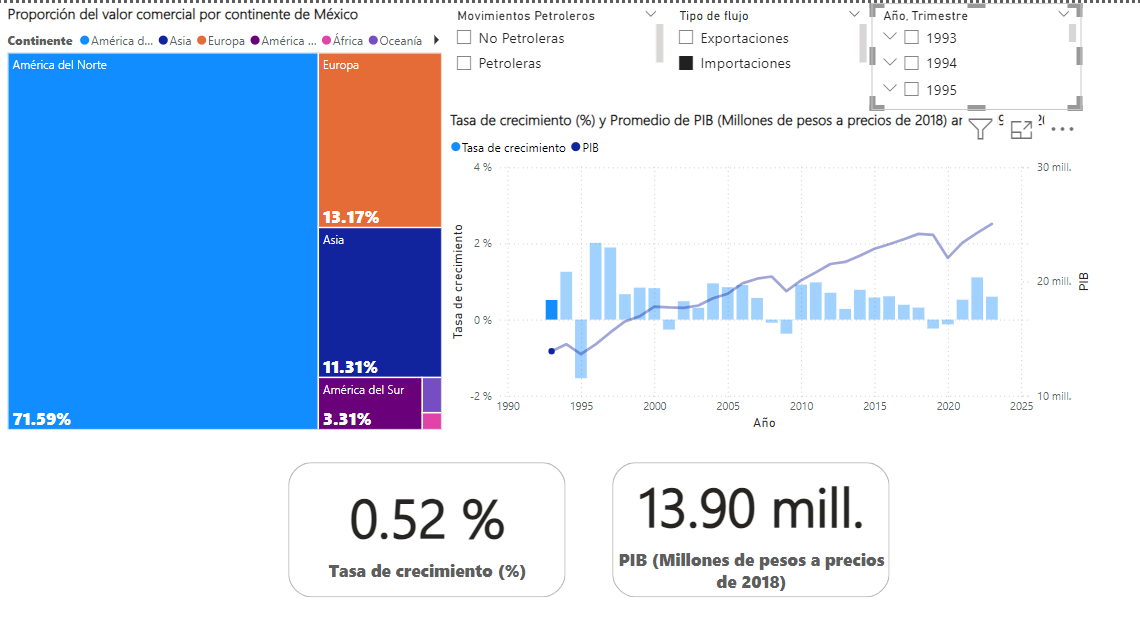 Proporción del valor comercial por continente de México
Continente América d... Asia Europa América ... África Oceanía
América del Norte
71.59%
Europa
13.17%
Asia
11.31%
América del Sur
3.31%
Movimientos Petroleros
No Petroleras
Petroleras
Tipo de flujo
Exportaciones
Importaciones
Año, Trimestre
1993
1994
1995
Tasa de crecimiento (%) y Promedio de PIB (Millones de pesos a precios de 2018)
Tasa de crecimiento PIB
4 %
2 %
0 %
-2 %
Tasa de crecimiento
30 mill.
20 mill.
10 mill.
PIB
1990 1995 2000 2005 2010 2015 2020 2025
Año
0.52 %
Tasa de crecimiento (%)
13.90 mill.
PIB (Millones de pesos a precios
de 2018)